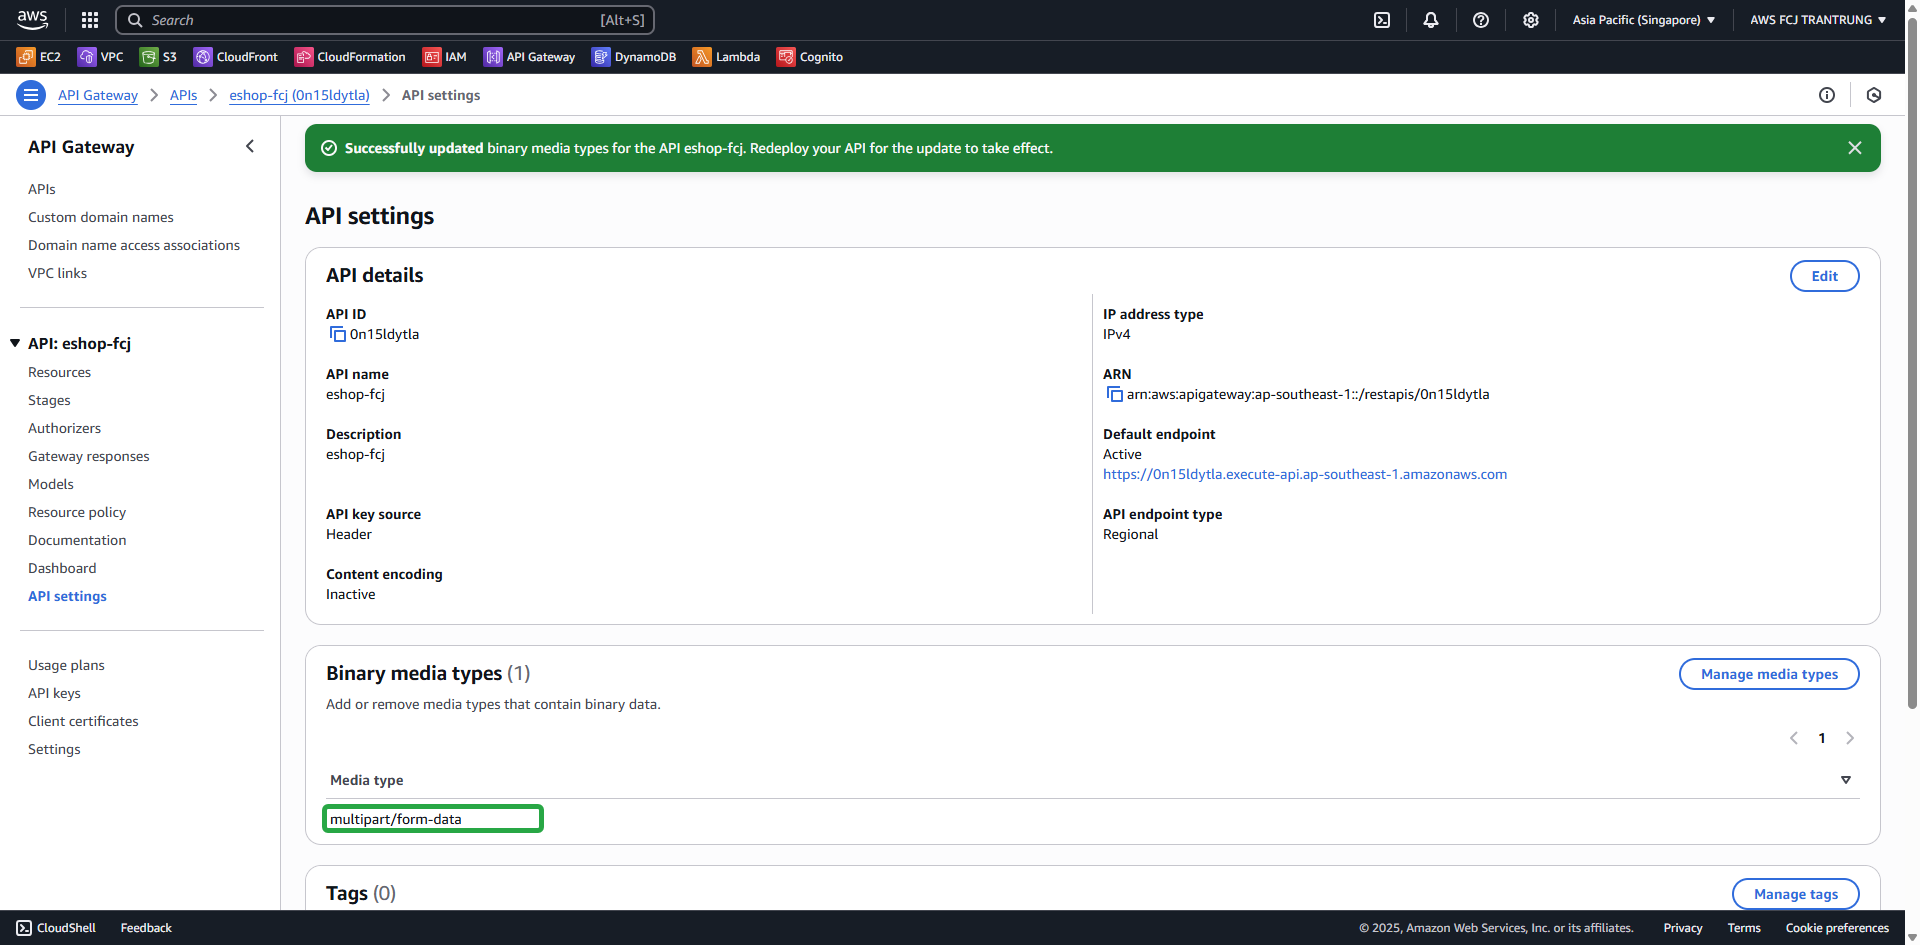 aws
Search [Alt+S]
Asia Pacific (Singapore)
AWS FCJ TRANTRUNG
EC2 VPC S3 CloudFront CloudFormation IAM API Gateway DynamoDB Lambda Cognito
API Gateway > APIs > eshop-fcj (0n15ldytla) > API settings
API Gateway
APIs
Custom domain names
Domain name access associations
VPC links
API: eshop-fcj
Resources
Stages
Authorizers
Gateway responses
Models
Resource policy
Documentation
Dashboard
API settings
Usage plans
API keys
Client certificates
Settings
Successfully updated binary media types for the API eshop-fcj. Redeploy your API for the update to take effect.
API settings
API details
Edit
API ID
0n15ldytla
API name
eshop-fcj
Description
eshop-fcj
API key source
Header
Content encoding
Inactive
IP address type
IPv4
ARN
arn:aws:apigateway:ap-southeast-1::/restapis/0n15ldytla
Default endpoint
Active
https://0n15ldytla.execute-api.ap-southeast-1.amazonaws.com
API endpoint type
Regional
Binary media types (1)
Manage media types
Add or remove media types that contain binary data.
1
Media type
multipart/form-data
Tags (0)
Manage tags
CloudShell Feedback
© 2025, Amazon Web Services, Inc. or its affiliates. Privacy Terms Cookie preferences